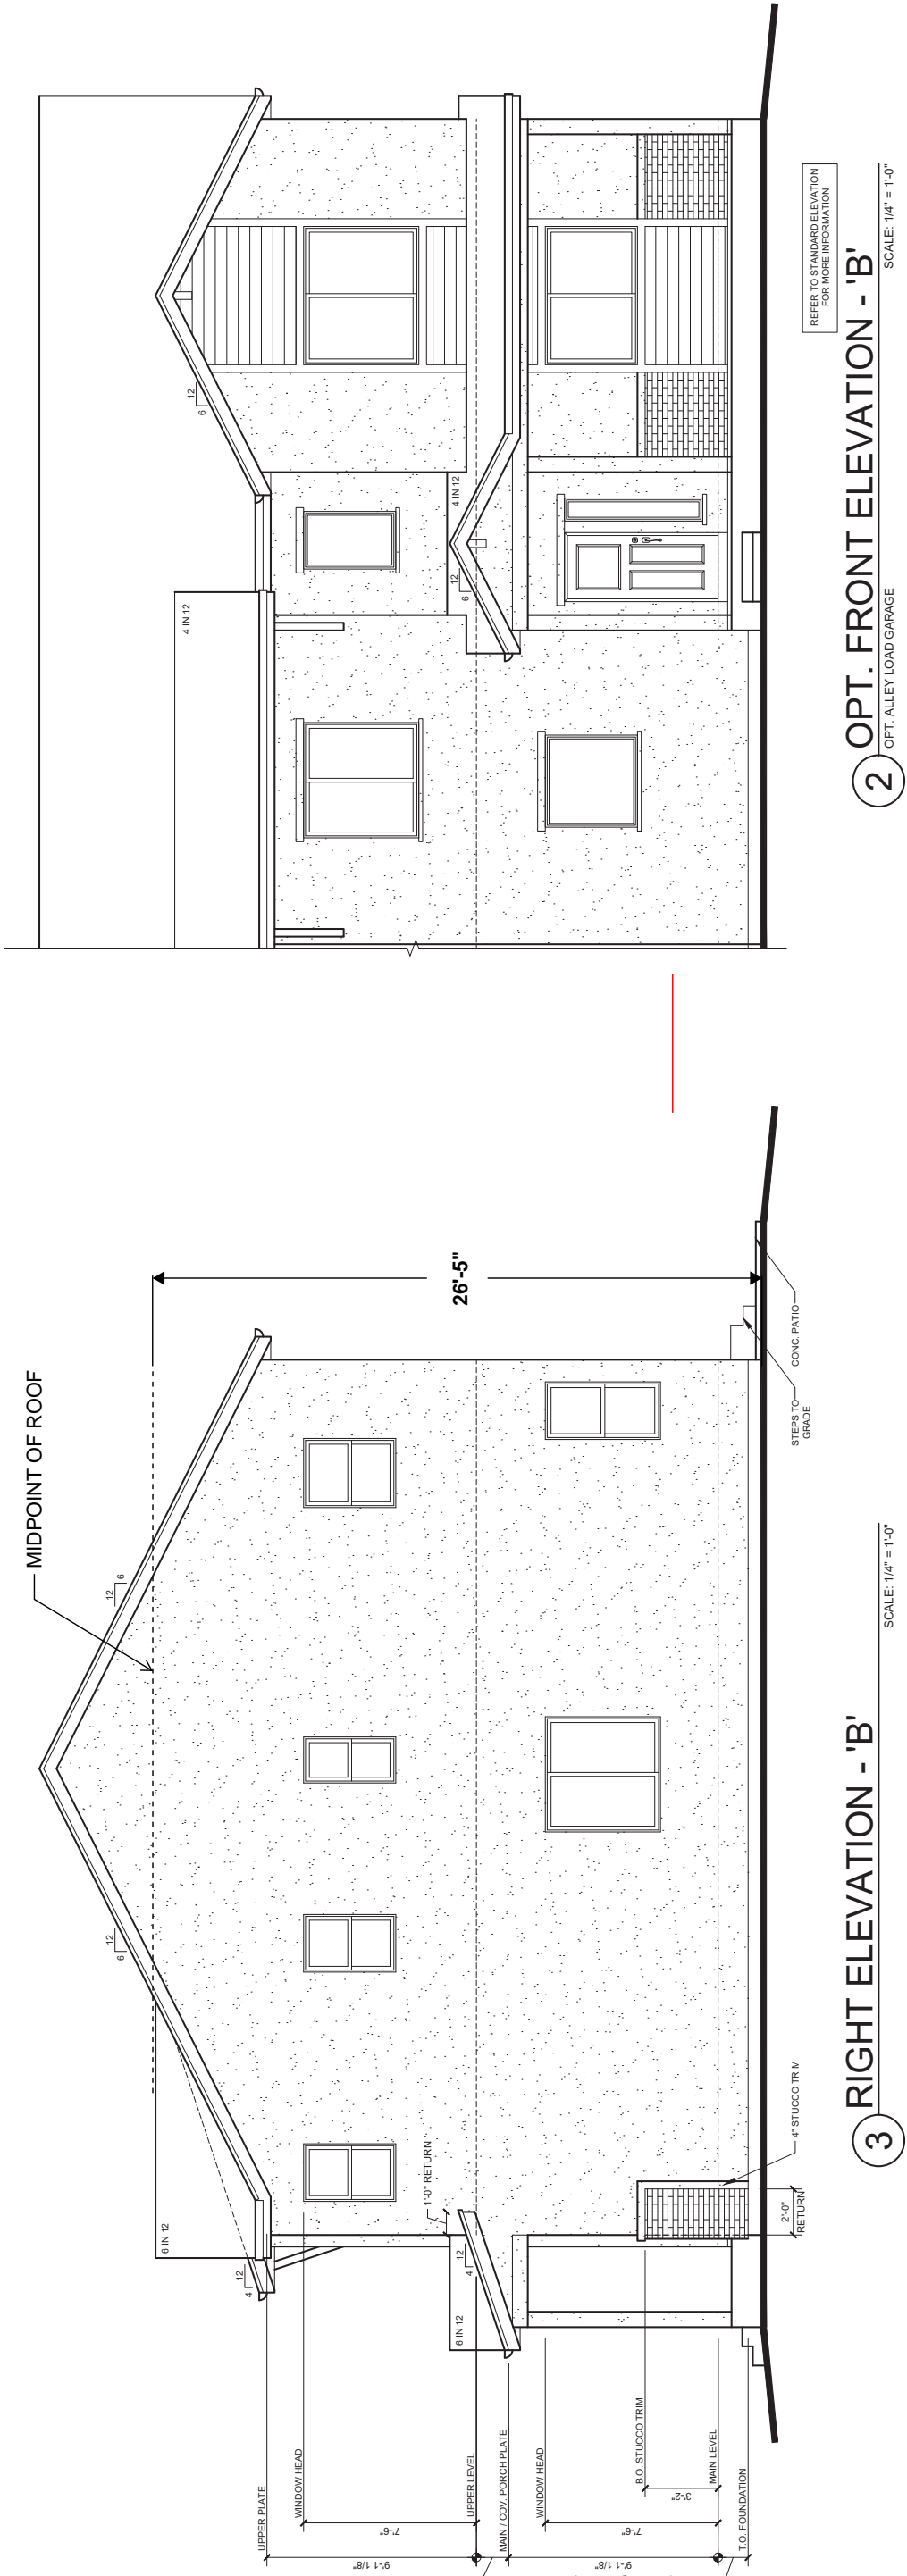 MIDPOINT OF ROOF
12
6
12
6
6 IN 12
12
4
26'-5"
1'-0" RETURN
12
4
6 IN 12
UPPER PLATE
WINDOW HEAD
UPPER LEVEL
MAIN / COV. PORCH PLATE
WINDOW HEAD
B.O. STUCCO TRIM
MAIN LEVEL
T.O. FOUNDATION
9'-1 1/8"
7'-6"
9'-1 1/8"
7'-6"
3'-2"
2'-0"
RETURN
4" STUCCO TRIM
STEPS TO
GRADE
CONC. PATIO
3
RIGHT ELEVATION - 'B'
SCALE: 1/4" = 1'-0"
4 IN 12
12
6
12
6
4 IN 12
REFER TO STANDARD ELEVATION
FOR MORE INFORMATION
2
OPT. FRONT ELEVATION - 'B'
OPT. ALLEY LOAD GARAGE
SCALE: 1/4" = 1'-0"